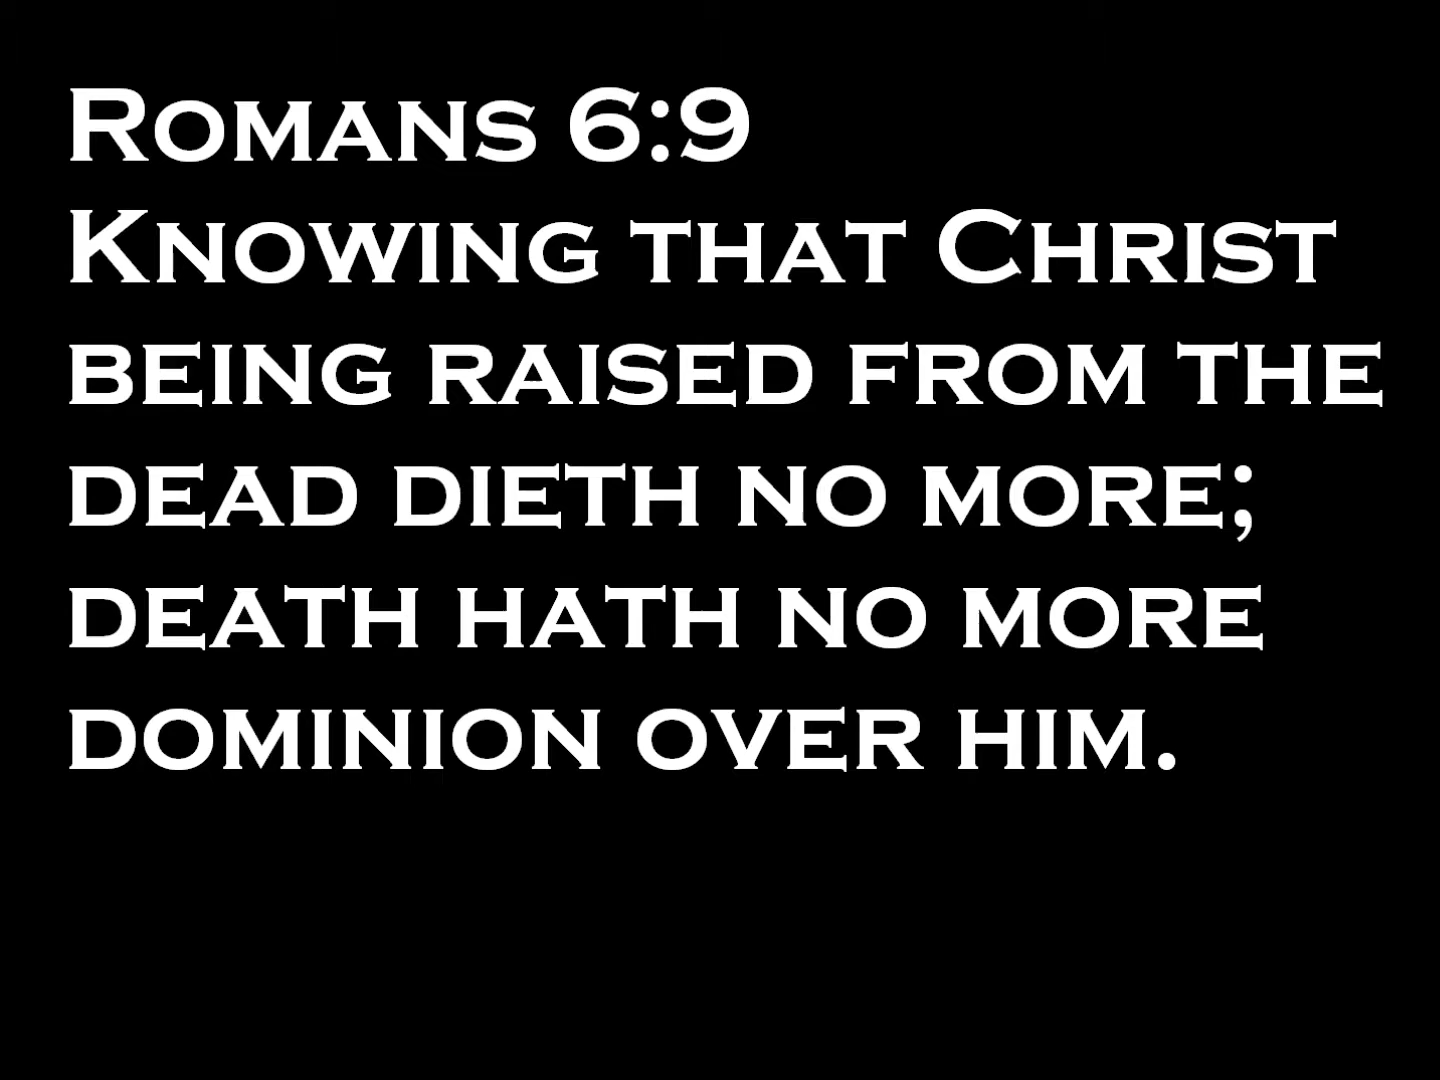 Romans 6:9
Knowing that Christ
being raised from the
dead dieth no more;
death hath no more
dominion over him.